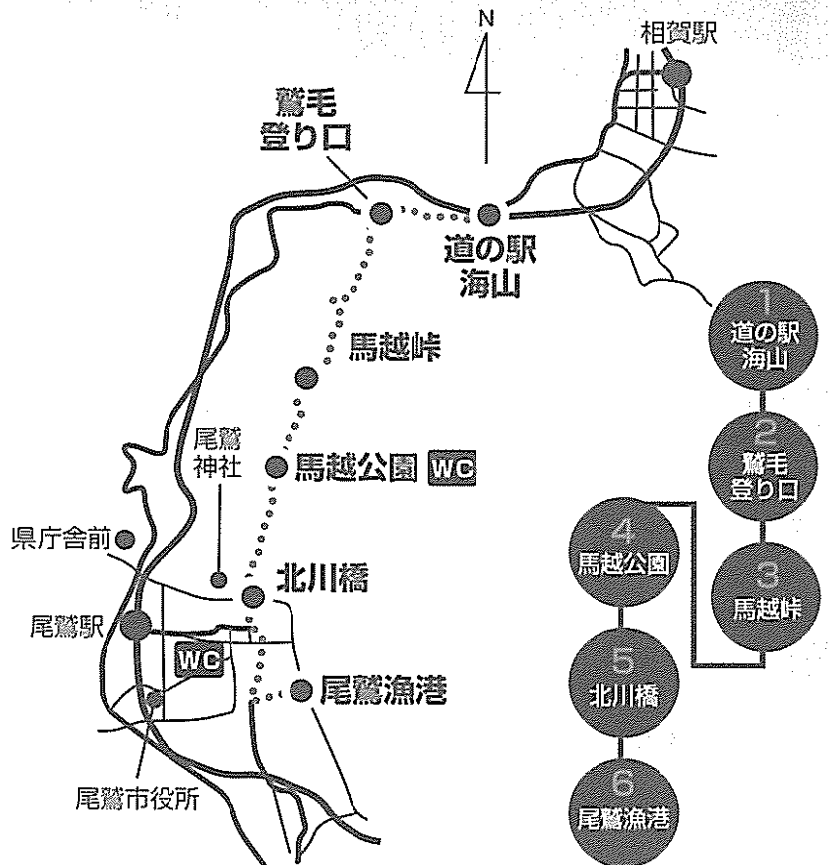 N
相賀駅
鷲毛
登り口
道の駅
海山
馬越峠
尾鷲
神社
馬越公園 WC
県庁舎前
北川橋
尾鷲駅
WC
尾鷲漁港
尾鷲市役所
1
道の駅
海山
2
鷲毛
登り口
3
馬越峠
4
馬越公園
5
北川橋
6
尾鷲漁港